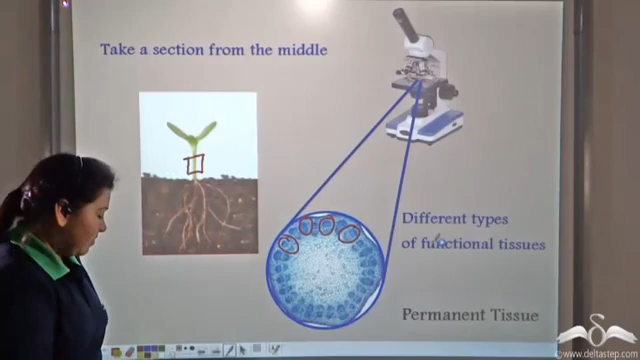 Take a section from the middle
Different types
of functional tissues
Permanent Tissue
©www.deltastep.com